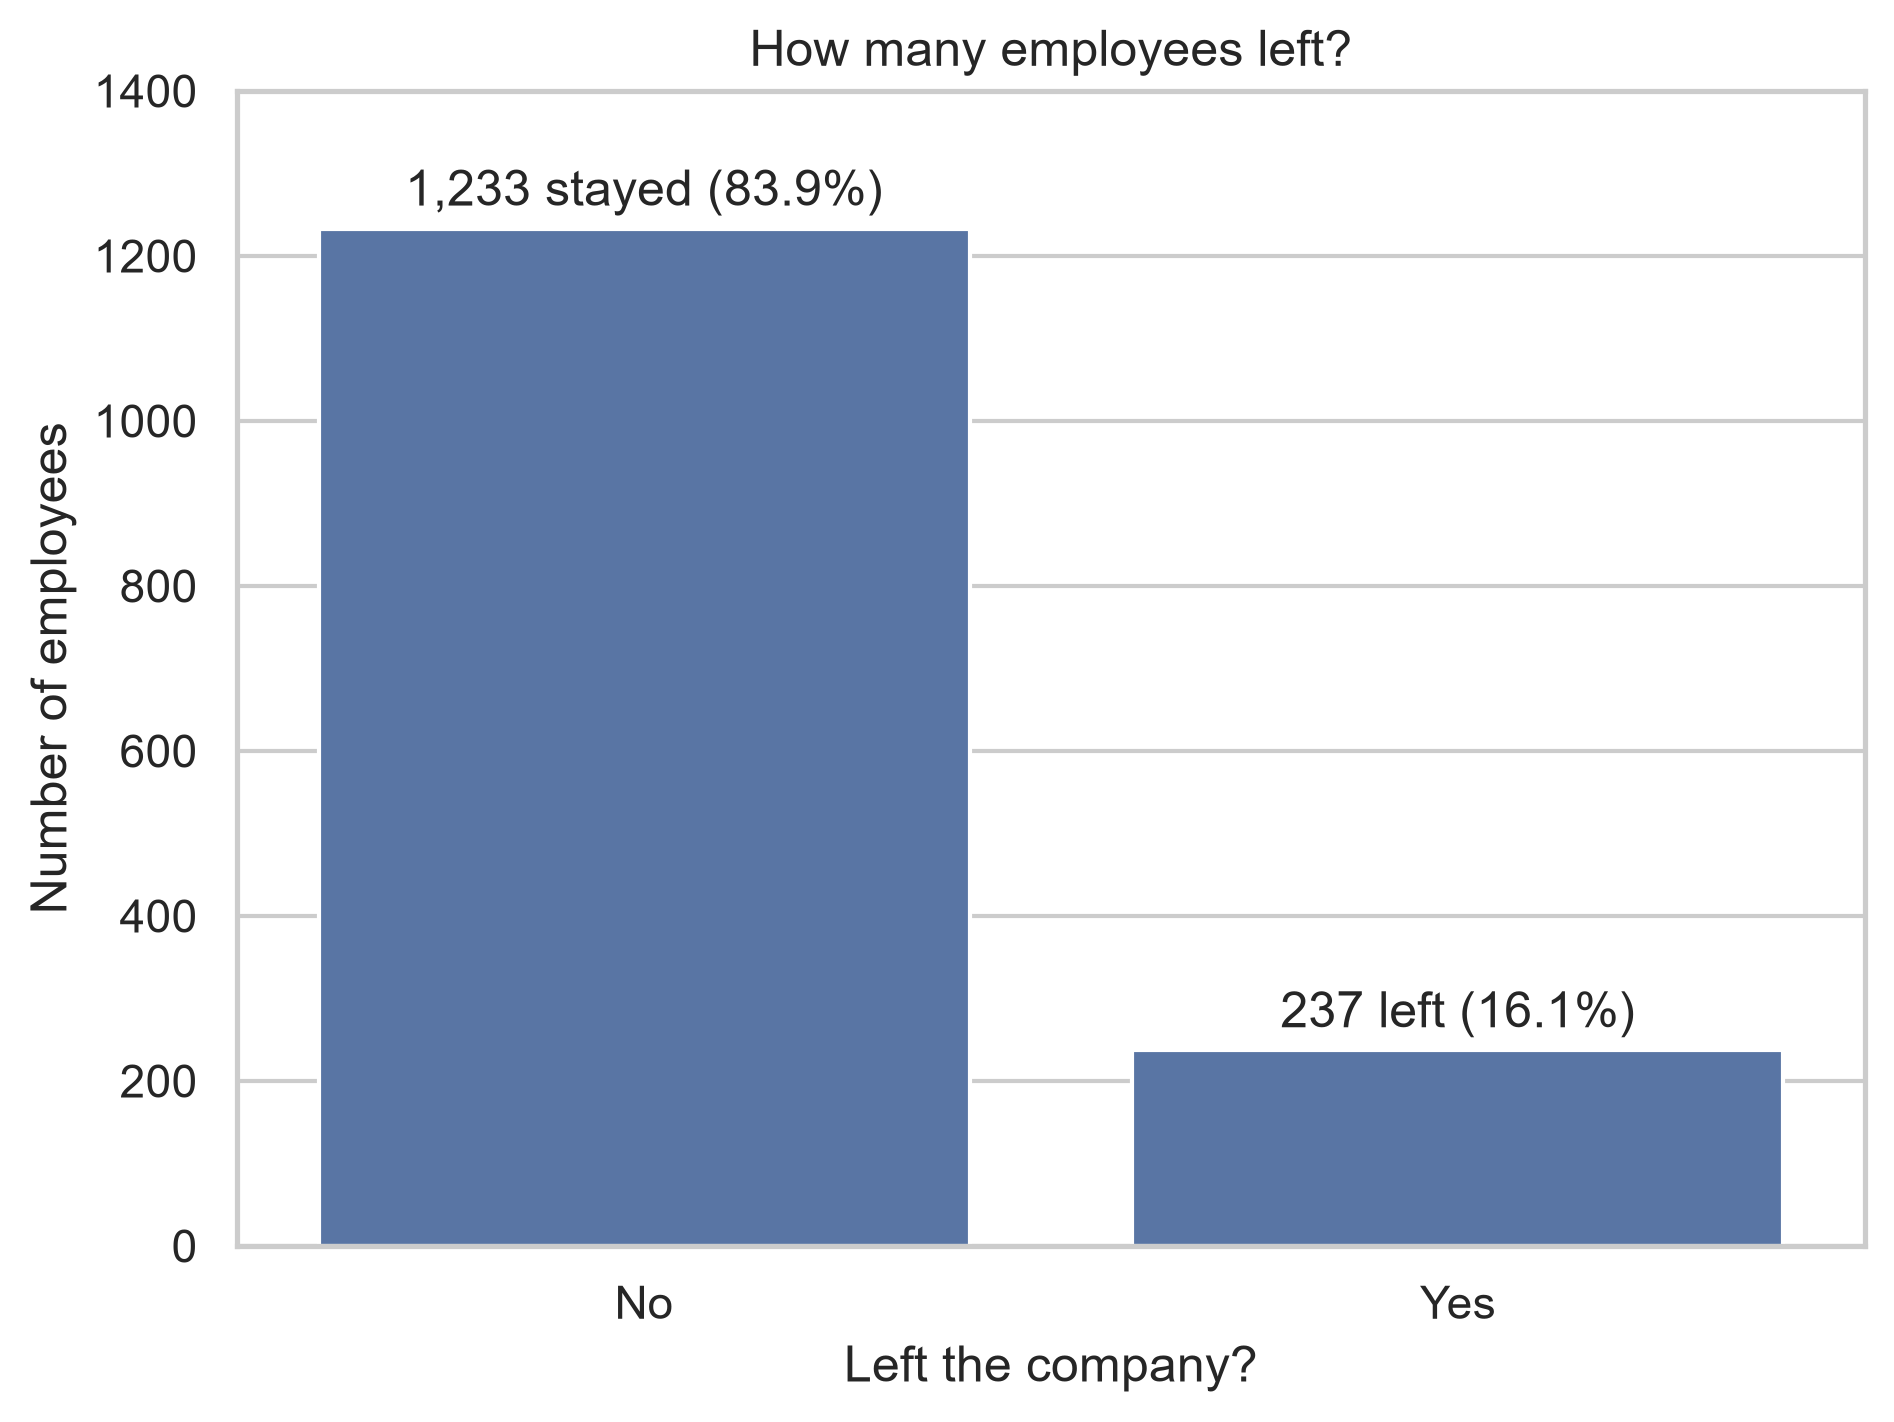 How many employees left?
1400
1,233 stayed (83.9%)
1200
1000
800
600
400
237 left (16.1%)
200
0
Number of employees
No
Yes
Left the company?